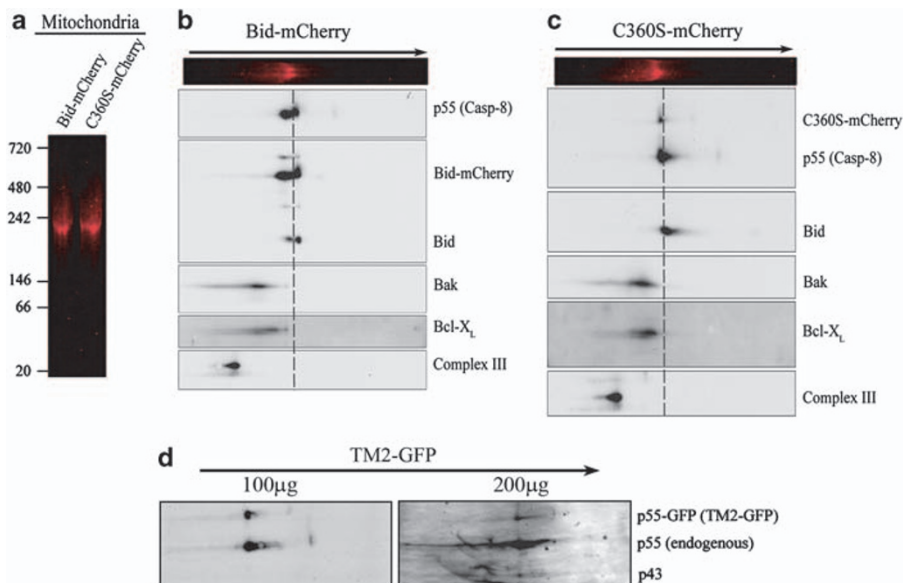 a
Mitochondria
Bid-mCherry
C360S-mCherry
720
480
242
146
66
20
b
Bid-mCherry
p55 (Casp-8)
Bid-mCherry
Bid
Bak
Bcl-XL
Complex III
c
C360S-mCherry
C360S-mCherry
p55 (Casp-8)
Bid
Bak
Bcl-XL
Complex III
d
TM2-GFP
100µg
200µg
p55-GFP (TM2-GFP)
p55 (endogenous)
p43